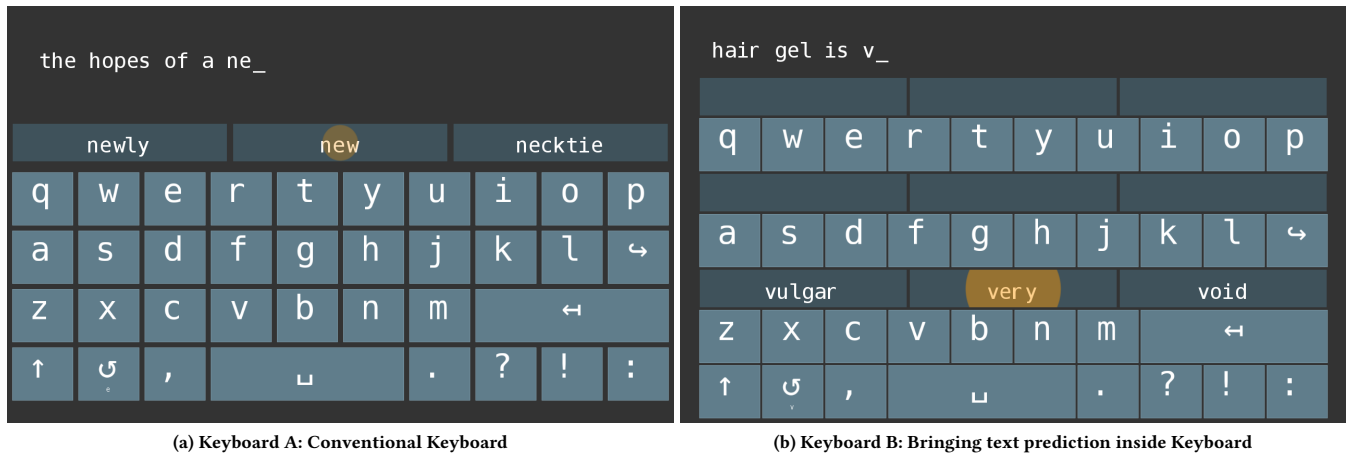 the hopes of a ne_
newly new necktie
q w e r t y u i o p
a s d f g h j k l ↪
z x c v b n m ↤
↑ ↺ , ␣ . ? ! :
e
(a) Keyboard A: Conventional Keyboard
hair gel is v_
q w e r t y u i o p
a s d f g h j k l ↪
vulgar very void
z x c v b n m ↤
↑ ↺ , ␣ . ? ! :
v
(b) Keyboard B: Bringing text prediction inside Keyboard